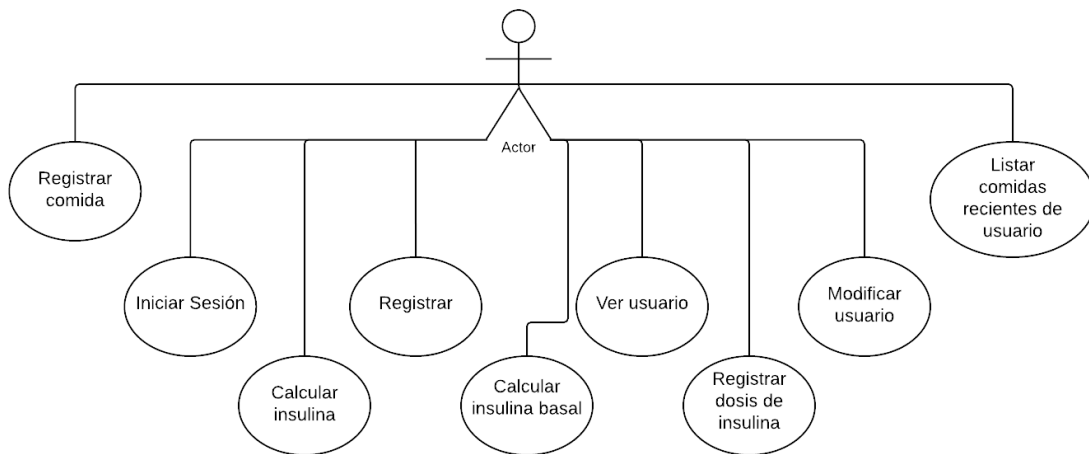 Actor
Registrar
comida
Listar
comidas
recientes de
usuario
Iniciar Sesión
Registrar
Ver usuario
Modificar
usuario
Calcular
insulina
Calcular
insulina basal
Registrar
dosis de
insulina